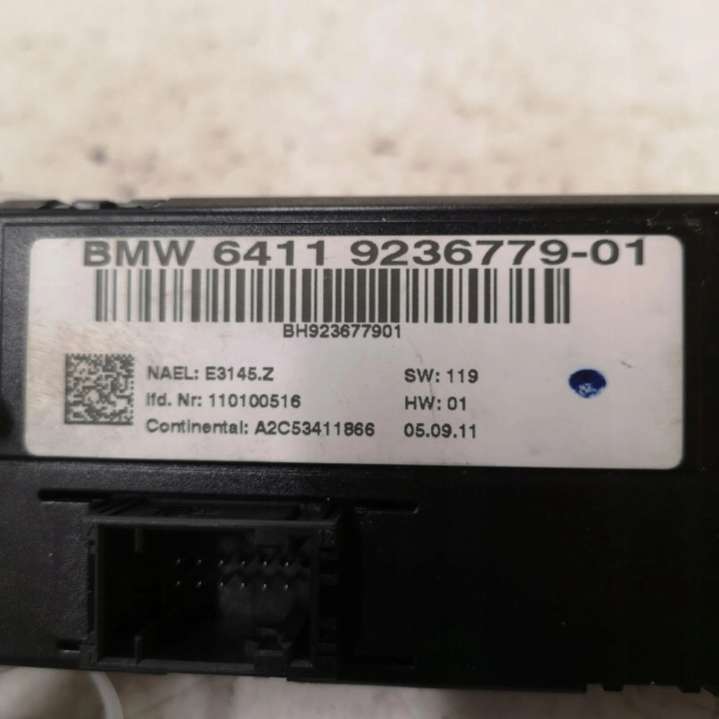 BMW 6411 9236779-01
BH923677901
NAEL: E3145.Z SW: 119
lfd. Nr: 110100516 HW: 01
Continental: A2C53411866 05.09.11